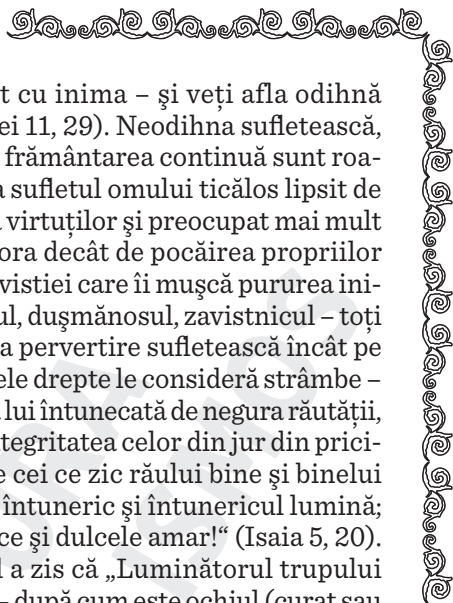 t cu inima – şi veţi afla odihnă
ei 11, 29). Neodihna sufletească,
frământarea continuă sunt roa-
a sufletul omului ticălos lipsit de
virtuţilor şi preocupat mai mult
ora decât de pocăirea propriilor
vistiei care îi muşcă pururea ini-
ul, duşmănosul, zavistnicul – toţi
a pervertire sufletească încât pe
ele drepte le consideră strâmbe –
lui întunecată de negura răutăţii,
ntegritatea celor din jur din prici-
e cei ce zic răului bine şi binelui
întuneric şi întunericul lumină;
ce şi dulcele amar!“ (Isaia 5, 20).
l a zis că „Luminătorul trupului
– după cum este ochiul (curat sau